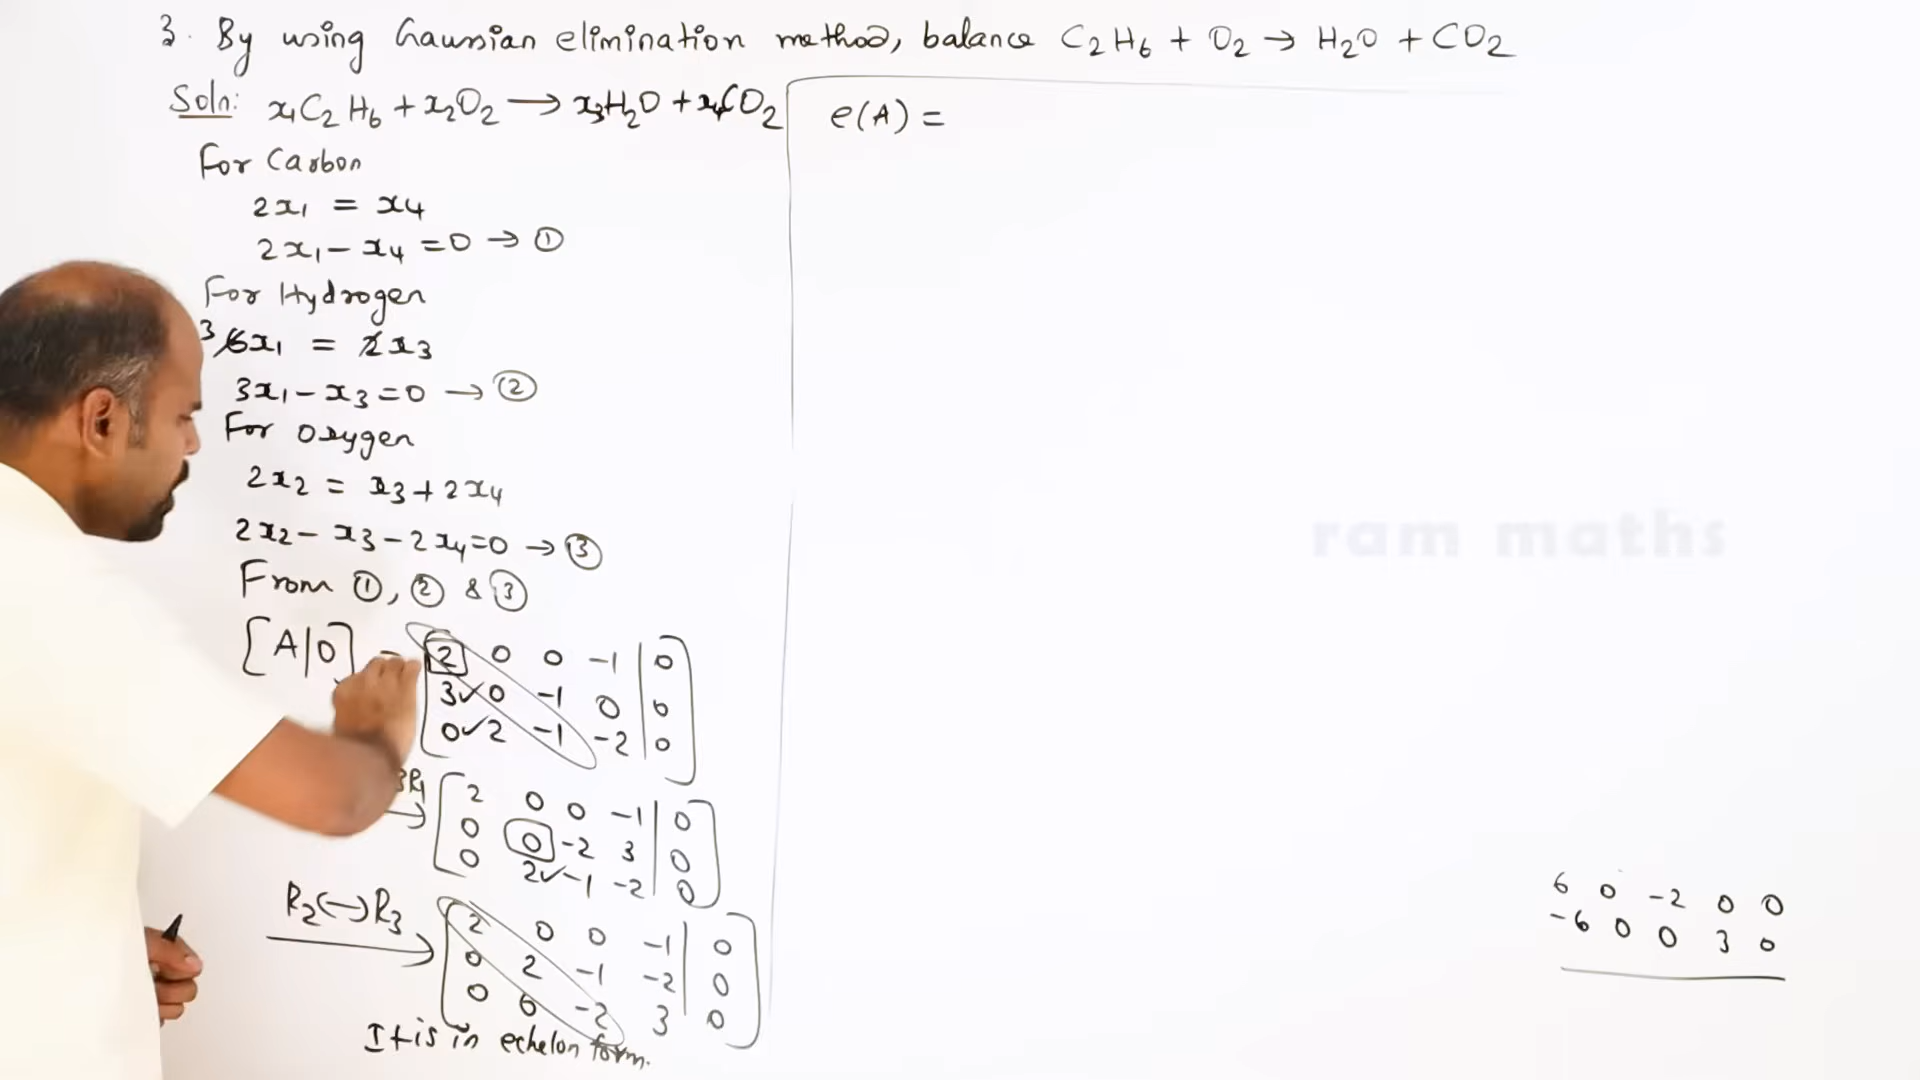 3. By using Gaussian elimination method, balance C₂H₆ + O₂ → H₂O + CO₂
Soln: x₁C₂H₆ + x₂O₂ → x₃H₂O + x₄CO₂
For Carbon
2x₁ = x₄
2x₁ - x₄ = 0 → ①
For Hydrogen
³6x₁ = 2x₃
3x₁ - x₃ = 0 → ②
For Oxygen
2x₂ = x₃ + 2x₄
2x₂ - x₃ - 2x₄ = 0 → ③
From ①, ② & ③
[A|0]
2 0 0 -1 | 0
3✓ 0 -1 0 | 0
0✓ 2 -1 -2 | 0
3R₁ →
2 0 0 -1 | 0
0 0 -2 3 | 0
0 2✓ -1 -2 | 0
R₂ ↔ R₃
2 0 0 -1 | 0
0 2 -1 -2 | 0
0 0 -2 3 | 0
It is in echelon form.
e(A) =
ram maths
6 0 -2 0 0
-6 0 0 3 0